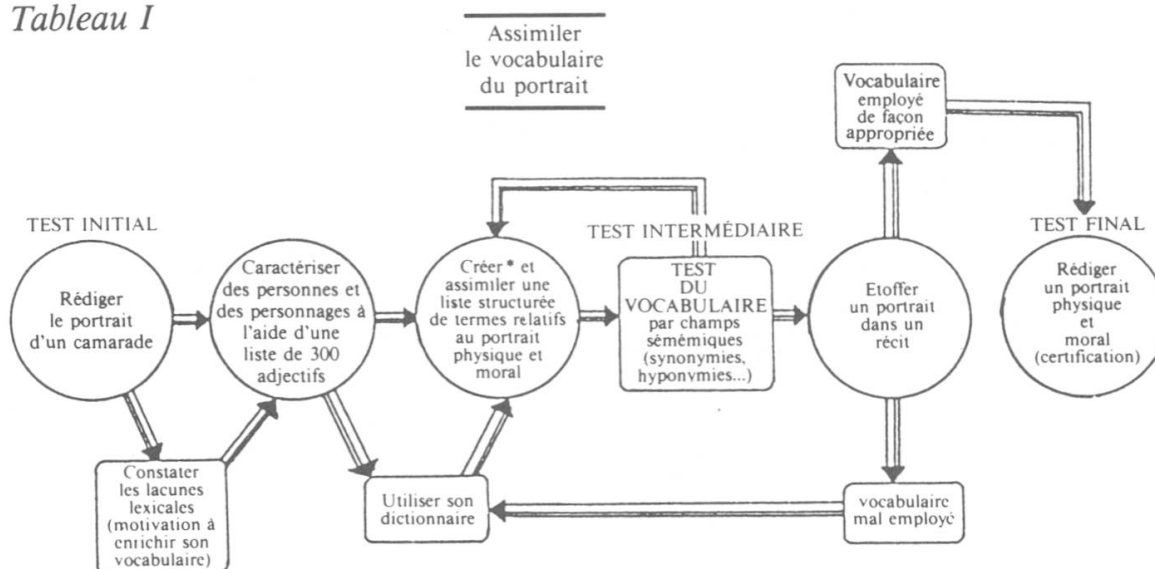 Tableau I
Assimiler
le vocabulaire
du portrait
TEST INITIAL
Rédiger
le portrait
d'un camarade
Constater
les lacunes
lexicales
(motivation à
enrichir son
vocabulaire)
Caractériser
des personnes et
des personnages à
l'aide d'une
liste de 300
adjectifs
Utiliser son
dictionnaire
Créer* et
assimiler une
liste structurée
de termes relatifs
au portrait
physique et
moral
TEST INTERMÉDIAIRE
TEST
DU
VOCABULAIRE
par champs
sémémiques
(synonymies,
hyponymies...)
Etoffer
un portrait
dans un
récit
Vocabulaire
employé
de façon
appropriée
vocabulaire
mal employé
TEST FINAL
Rédiger
un portrait
physique
et
moral
(certification)